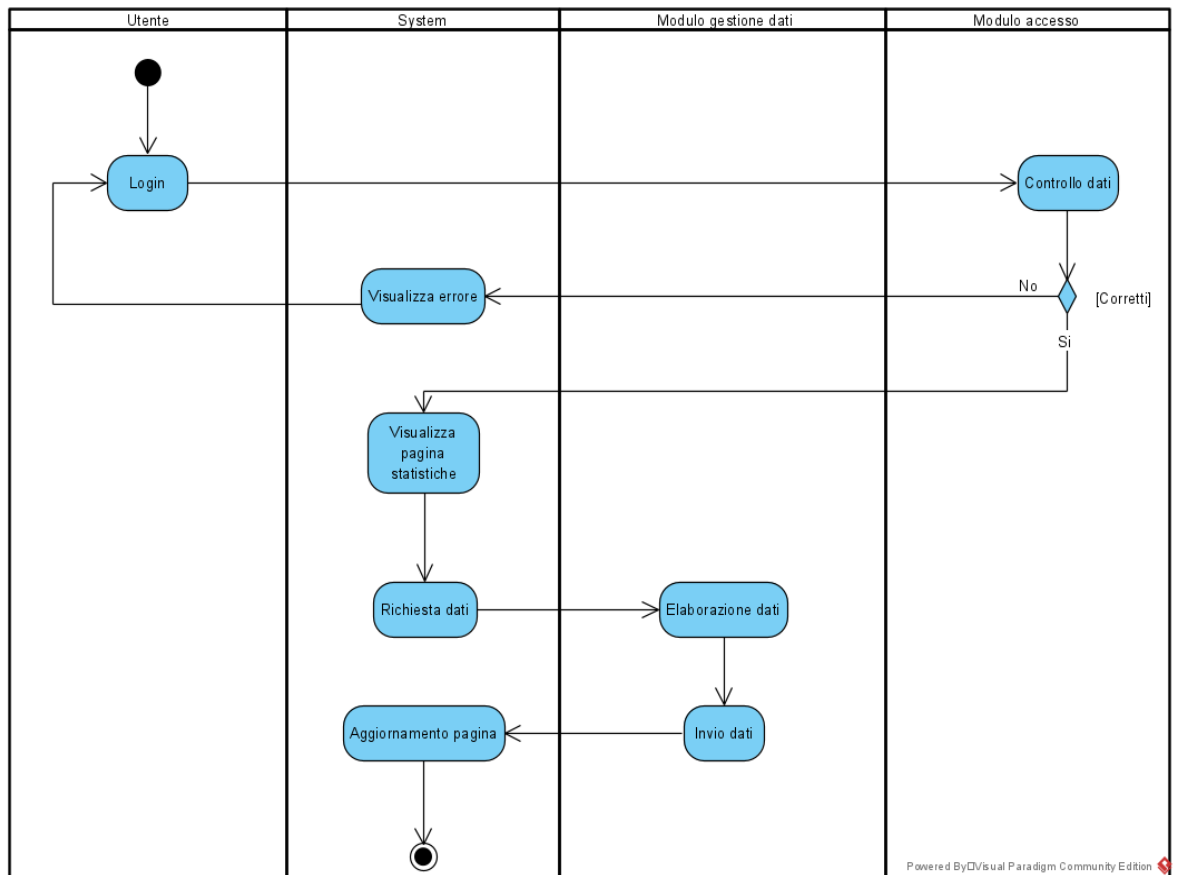 Utente
System
Modulo gestione dati
Modulo accesso
Login
Controllo dati
Visualizza errore
No
[Corretti]
Si
Visualizza
pagina
statistiche
Richiesta dati
Elaborazione dati
Aggiornamento pagina
Invio dati
Powered By□Visual Paradigm Community Edition